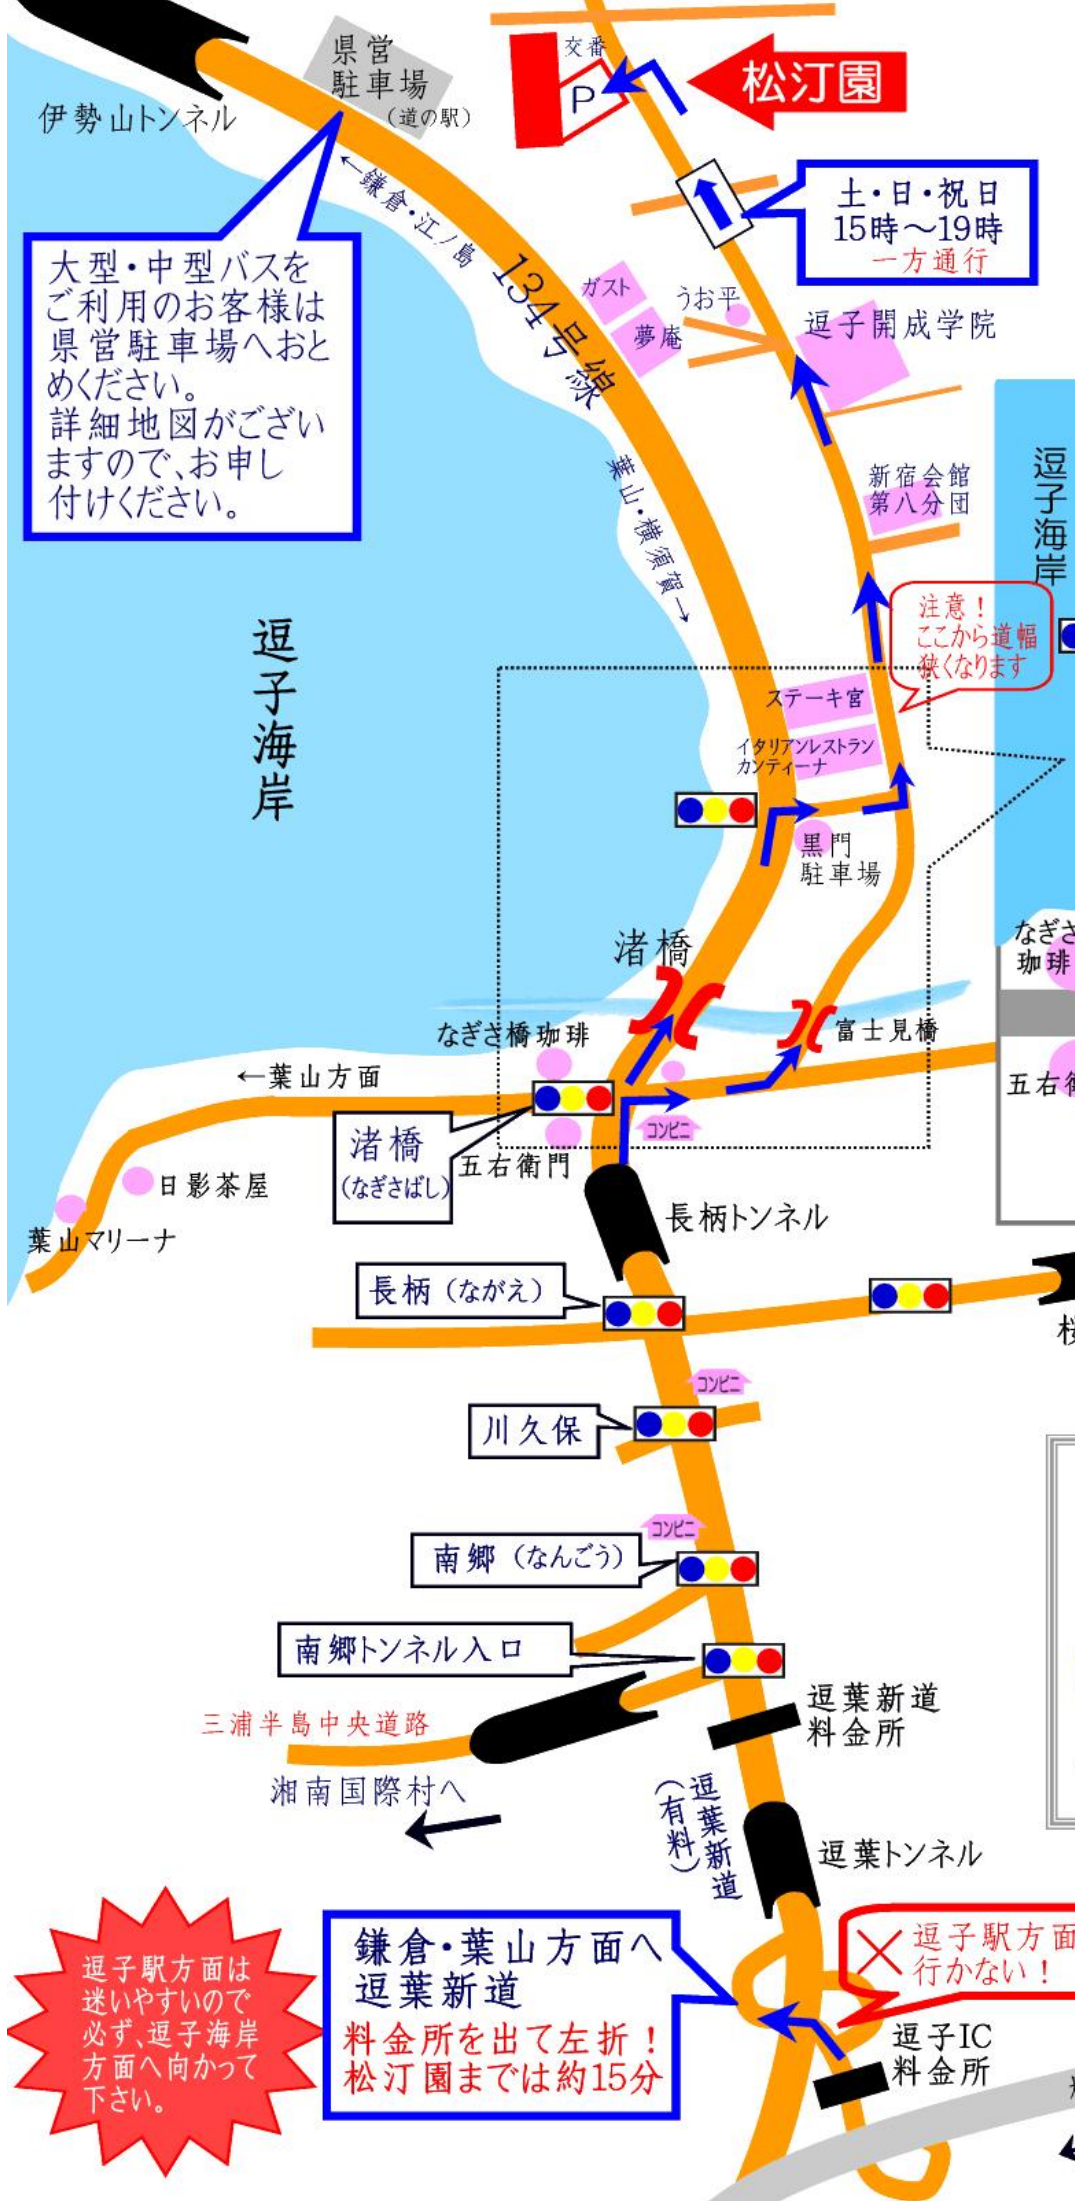 県営
駐車場
（道の駅）
伊勢山トンネル
交番
P
松汀園
←鎌倉・江ノ島
134号線
葉山・横須賀→
土・日・祝日
15時〜19時
一方通行
大型・中型バスを
ご利用のお客様は
県営駐車場へおと
めください。
詳細地図がござい
ますので、お申し
付けください。
ガスト
夢庵
うお平
逗子開成学院
新宿会館
第八分団
逗子海岸
逗子海岸
注意！
ここから道幅
狭くなります
ステーキ宮
イタリアンレストラン
カンティーナ
黒門
駐車場
渚橋
なぎさ橋珈琲
富士見橋
なぎさ
珈琲
五右衛
←葉山方面
コンビニ
渚橋
（なぎさばし）
五右衛門
日影茶屋
葉山マリーナ
長柄トンネル
長柄（ながえ）
コンビニ
川久保
コンビニ
南郷（なんごう）
南郷トンネル入口
三浦半島中央道路
湘南国際村へ
逗葉新道
料金所
逗葉新道
（有料）
逗葉トンネル
逗子駅方面は
迷いやすいので
必ず、逗子海岸
方面へ向かって
下さい。
鎌倉・葉山方面へ
逗葉新道
料金所を出て左折！
松汀園までは約15分
逗子駅方面
行かない！
逗子IC
料金所